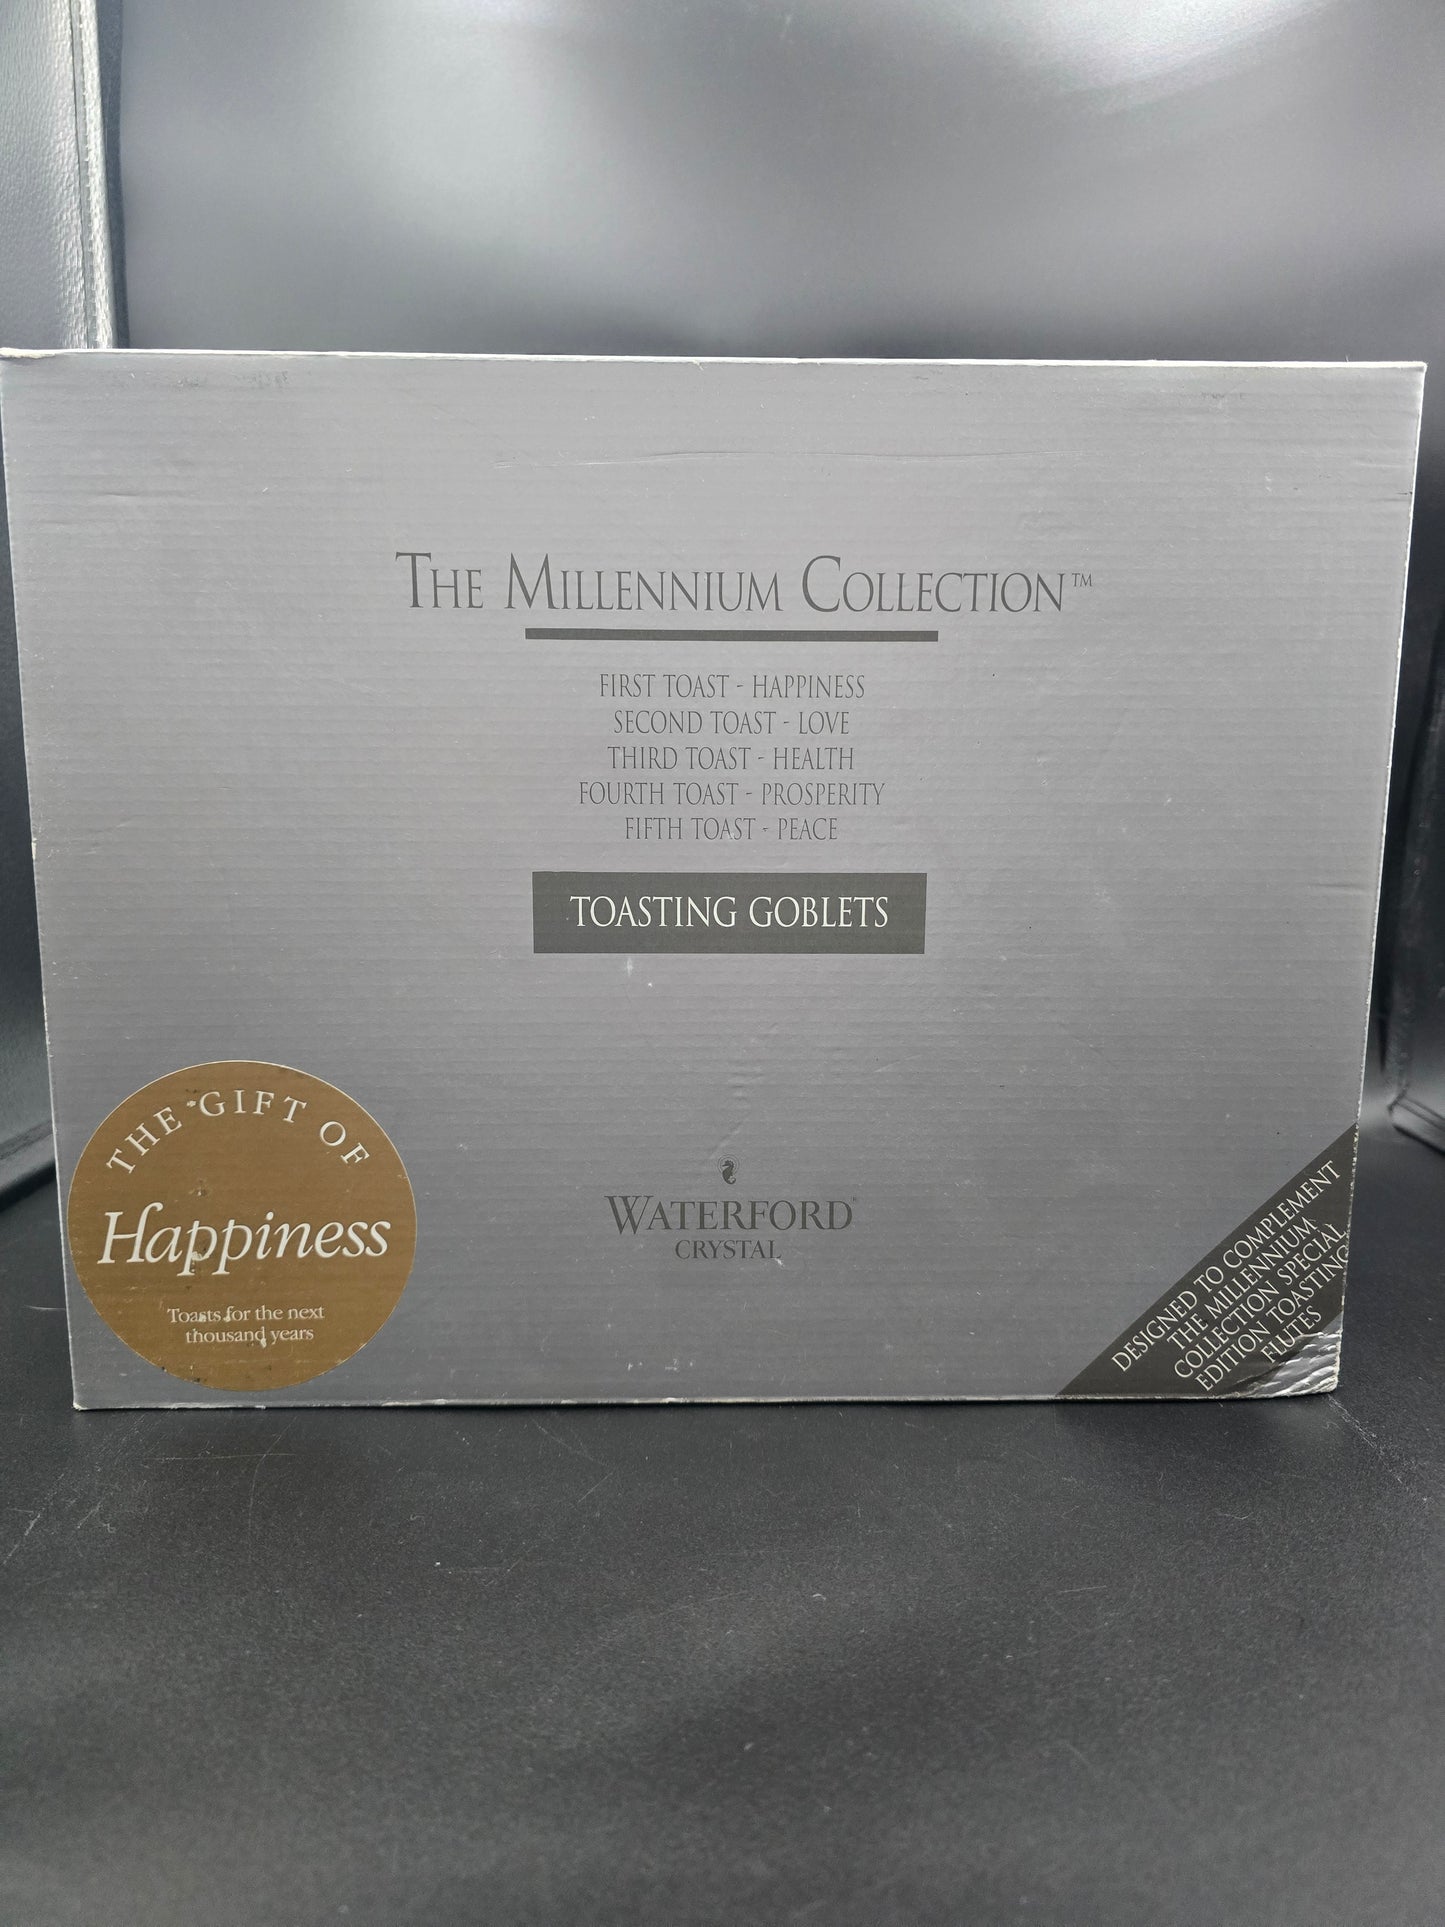 THE MILLENNIUM COLLECTION™
FIRST TOAST - HAPPINESS
SECOND TOAST - LOVE
THIRD TOAST - HEALTH
FOURTH TOAST - PROSPERITY
FIFTH TOAST - PEACE
TOASTING GOBLETS
THE GIFT OF
Happiness
Toasts for the next
thousand years
WATERFORD®
CRYSTAL
DESIGNED TO COMPLEMENT
THE MILLENNIUM
COLLECTION SPECIAL
EDITION TOASTING
FLUTES